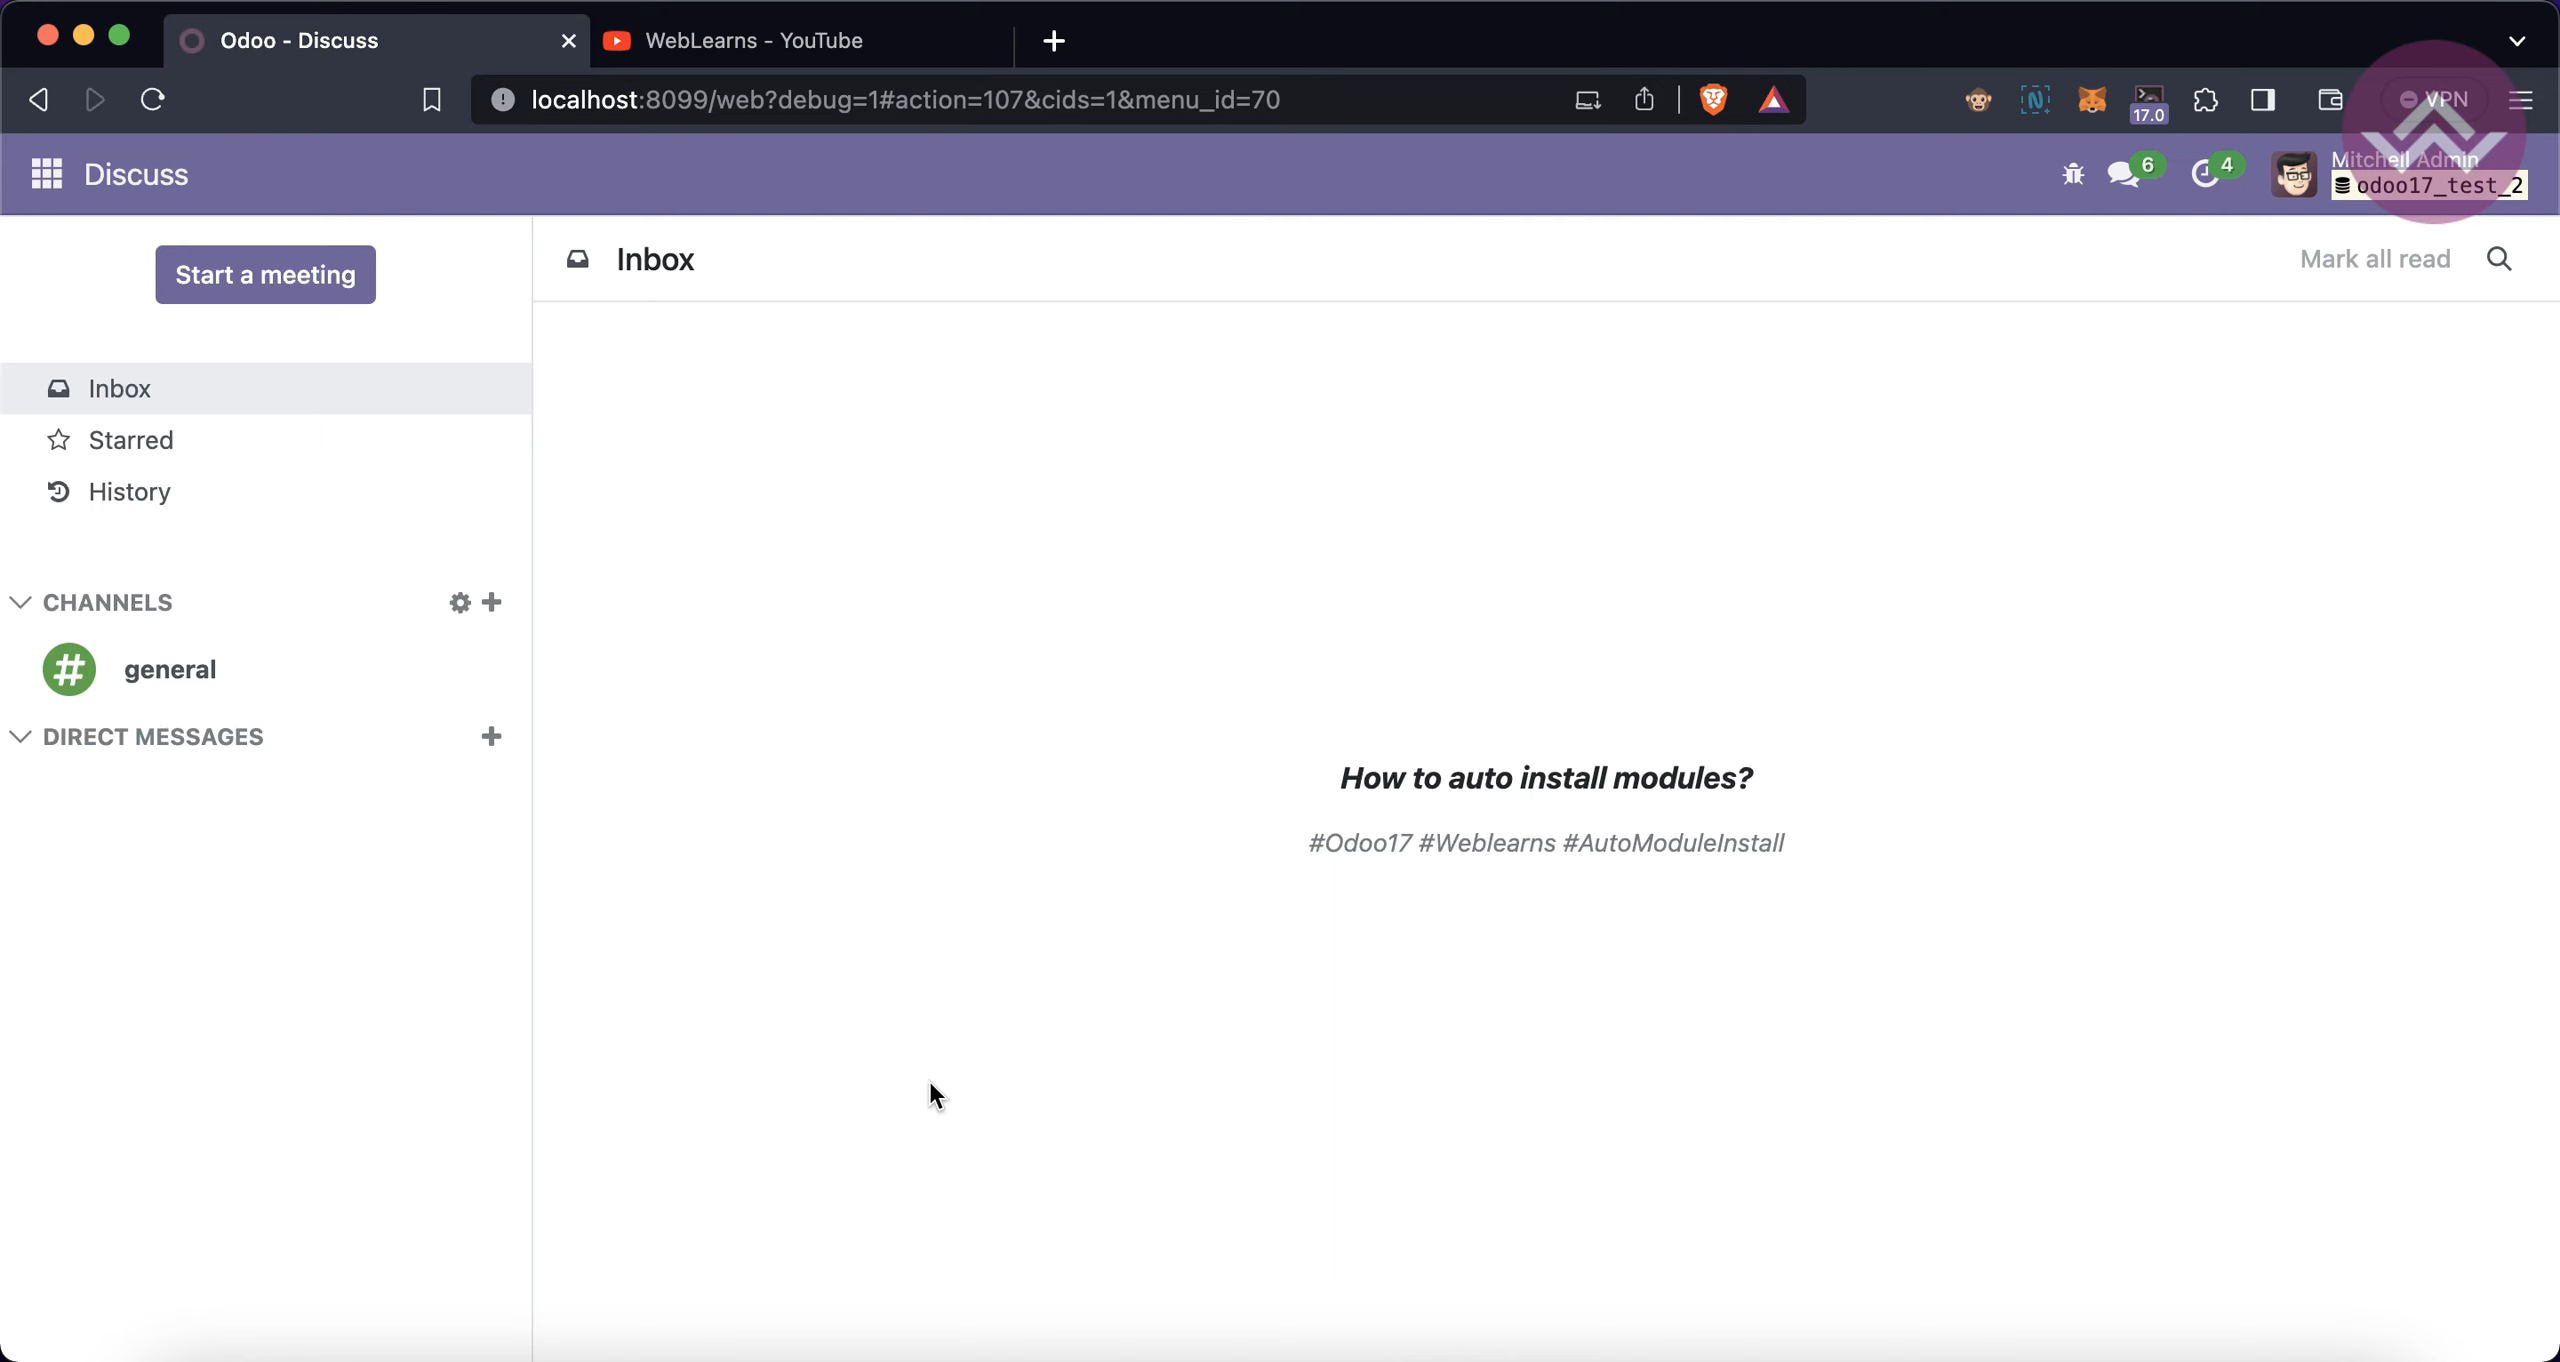 Odoo - Discuss
WebLearns - YouTube
localhost:8099/web?debug=1#action=107&cids=1&menu_id=70
17.0
VPN
Discuss
6
4
Mitchell Admin
odoo17_test_2
Start a meeting
Inbox
Mark all read
Inbox
Starred
History
CHANNELS
general
DIRECT MESSAGES
How to auto install modules?
#Odoo17 #Weblearns #AutoModuleInstall